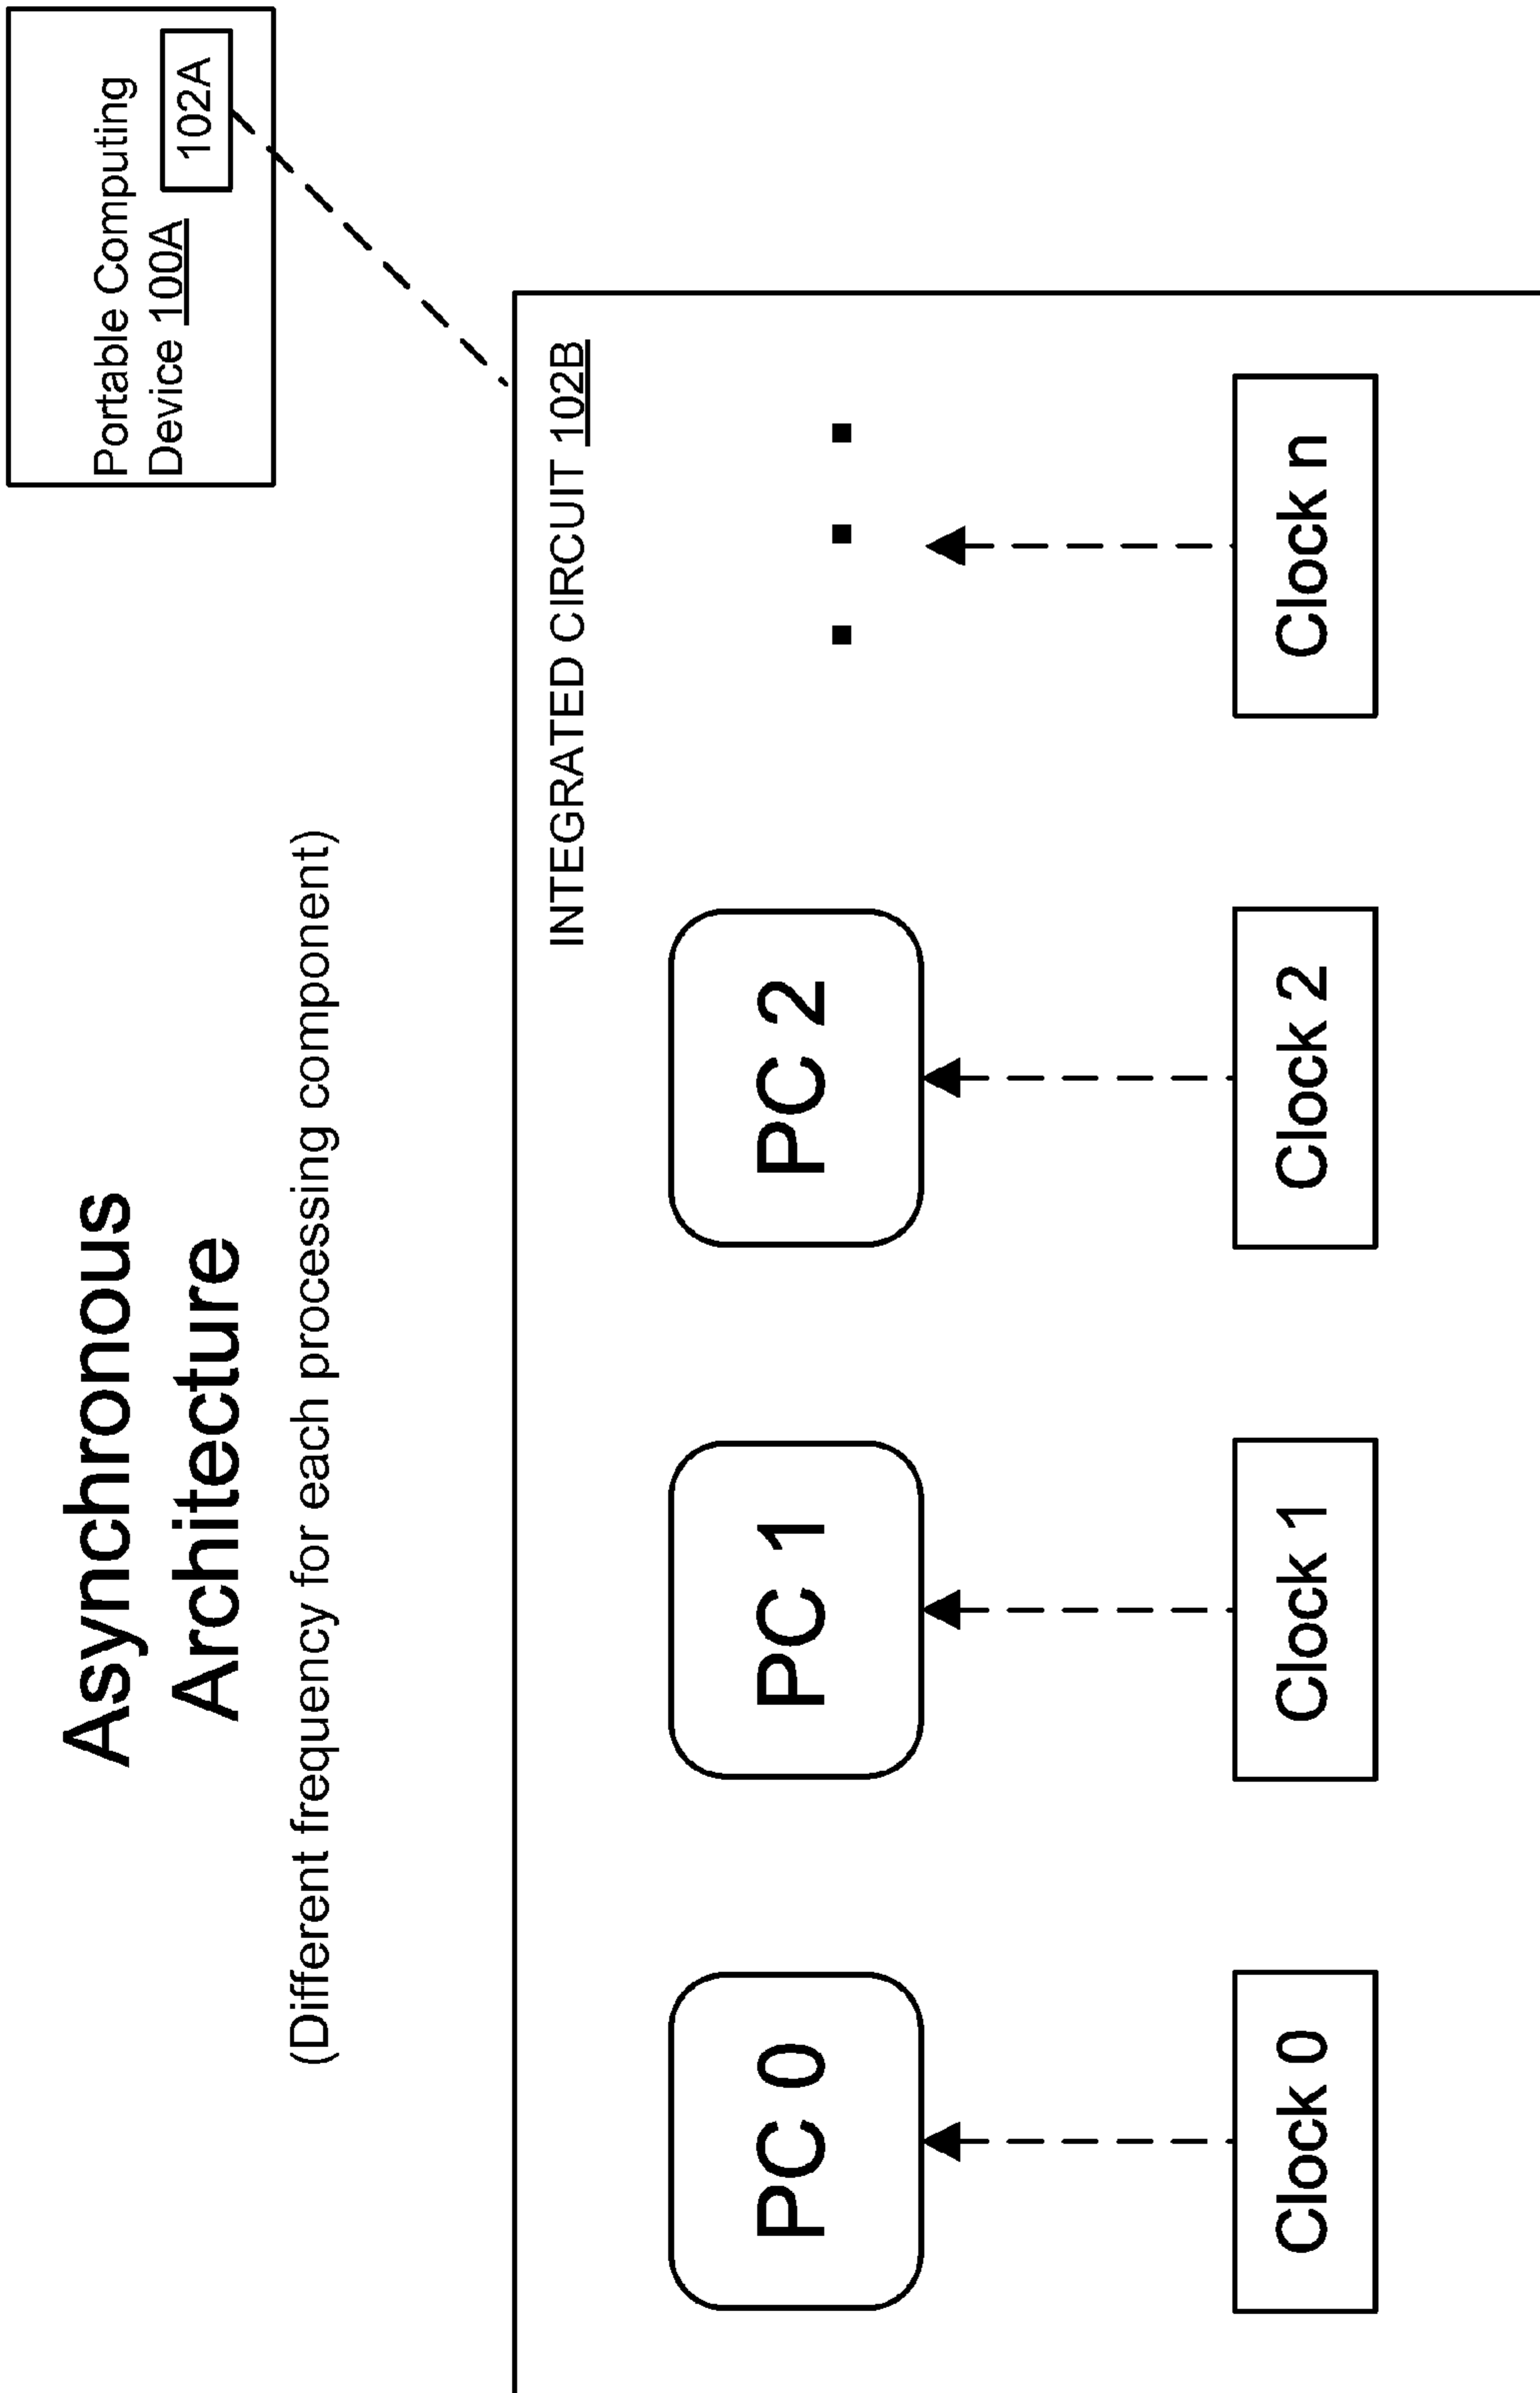 Asynchronous
Architecture
(Different frequency for each processing component)
Portable Computing
Device 100A
102A
INTEGRATED CIRCUIT 102B
PC 0
PC 1
PC 2
Clock 0
Clock 1
Clock 2
Clock n